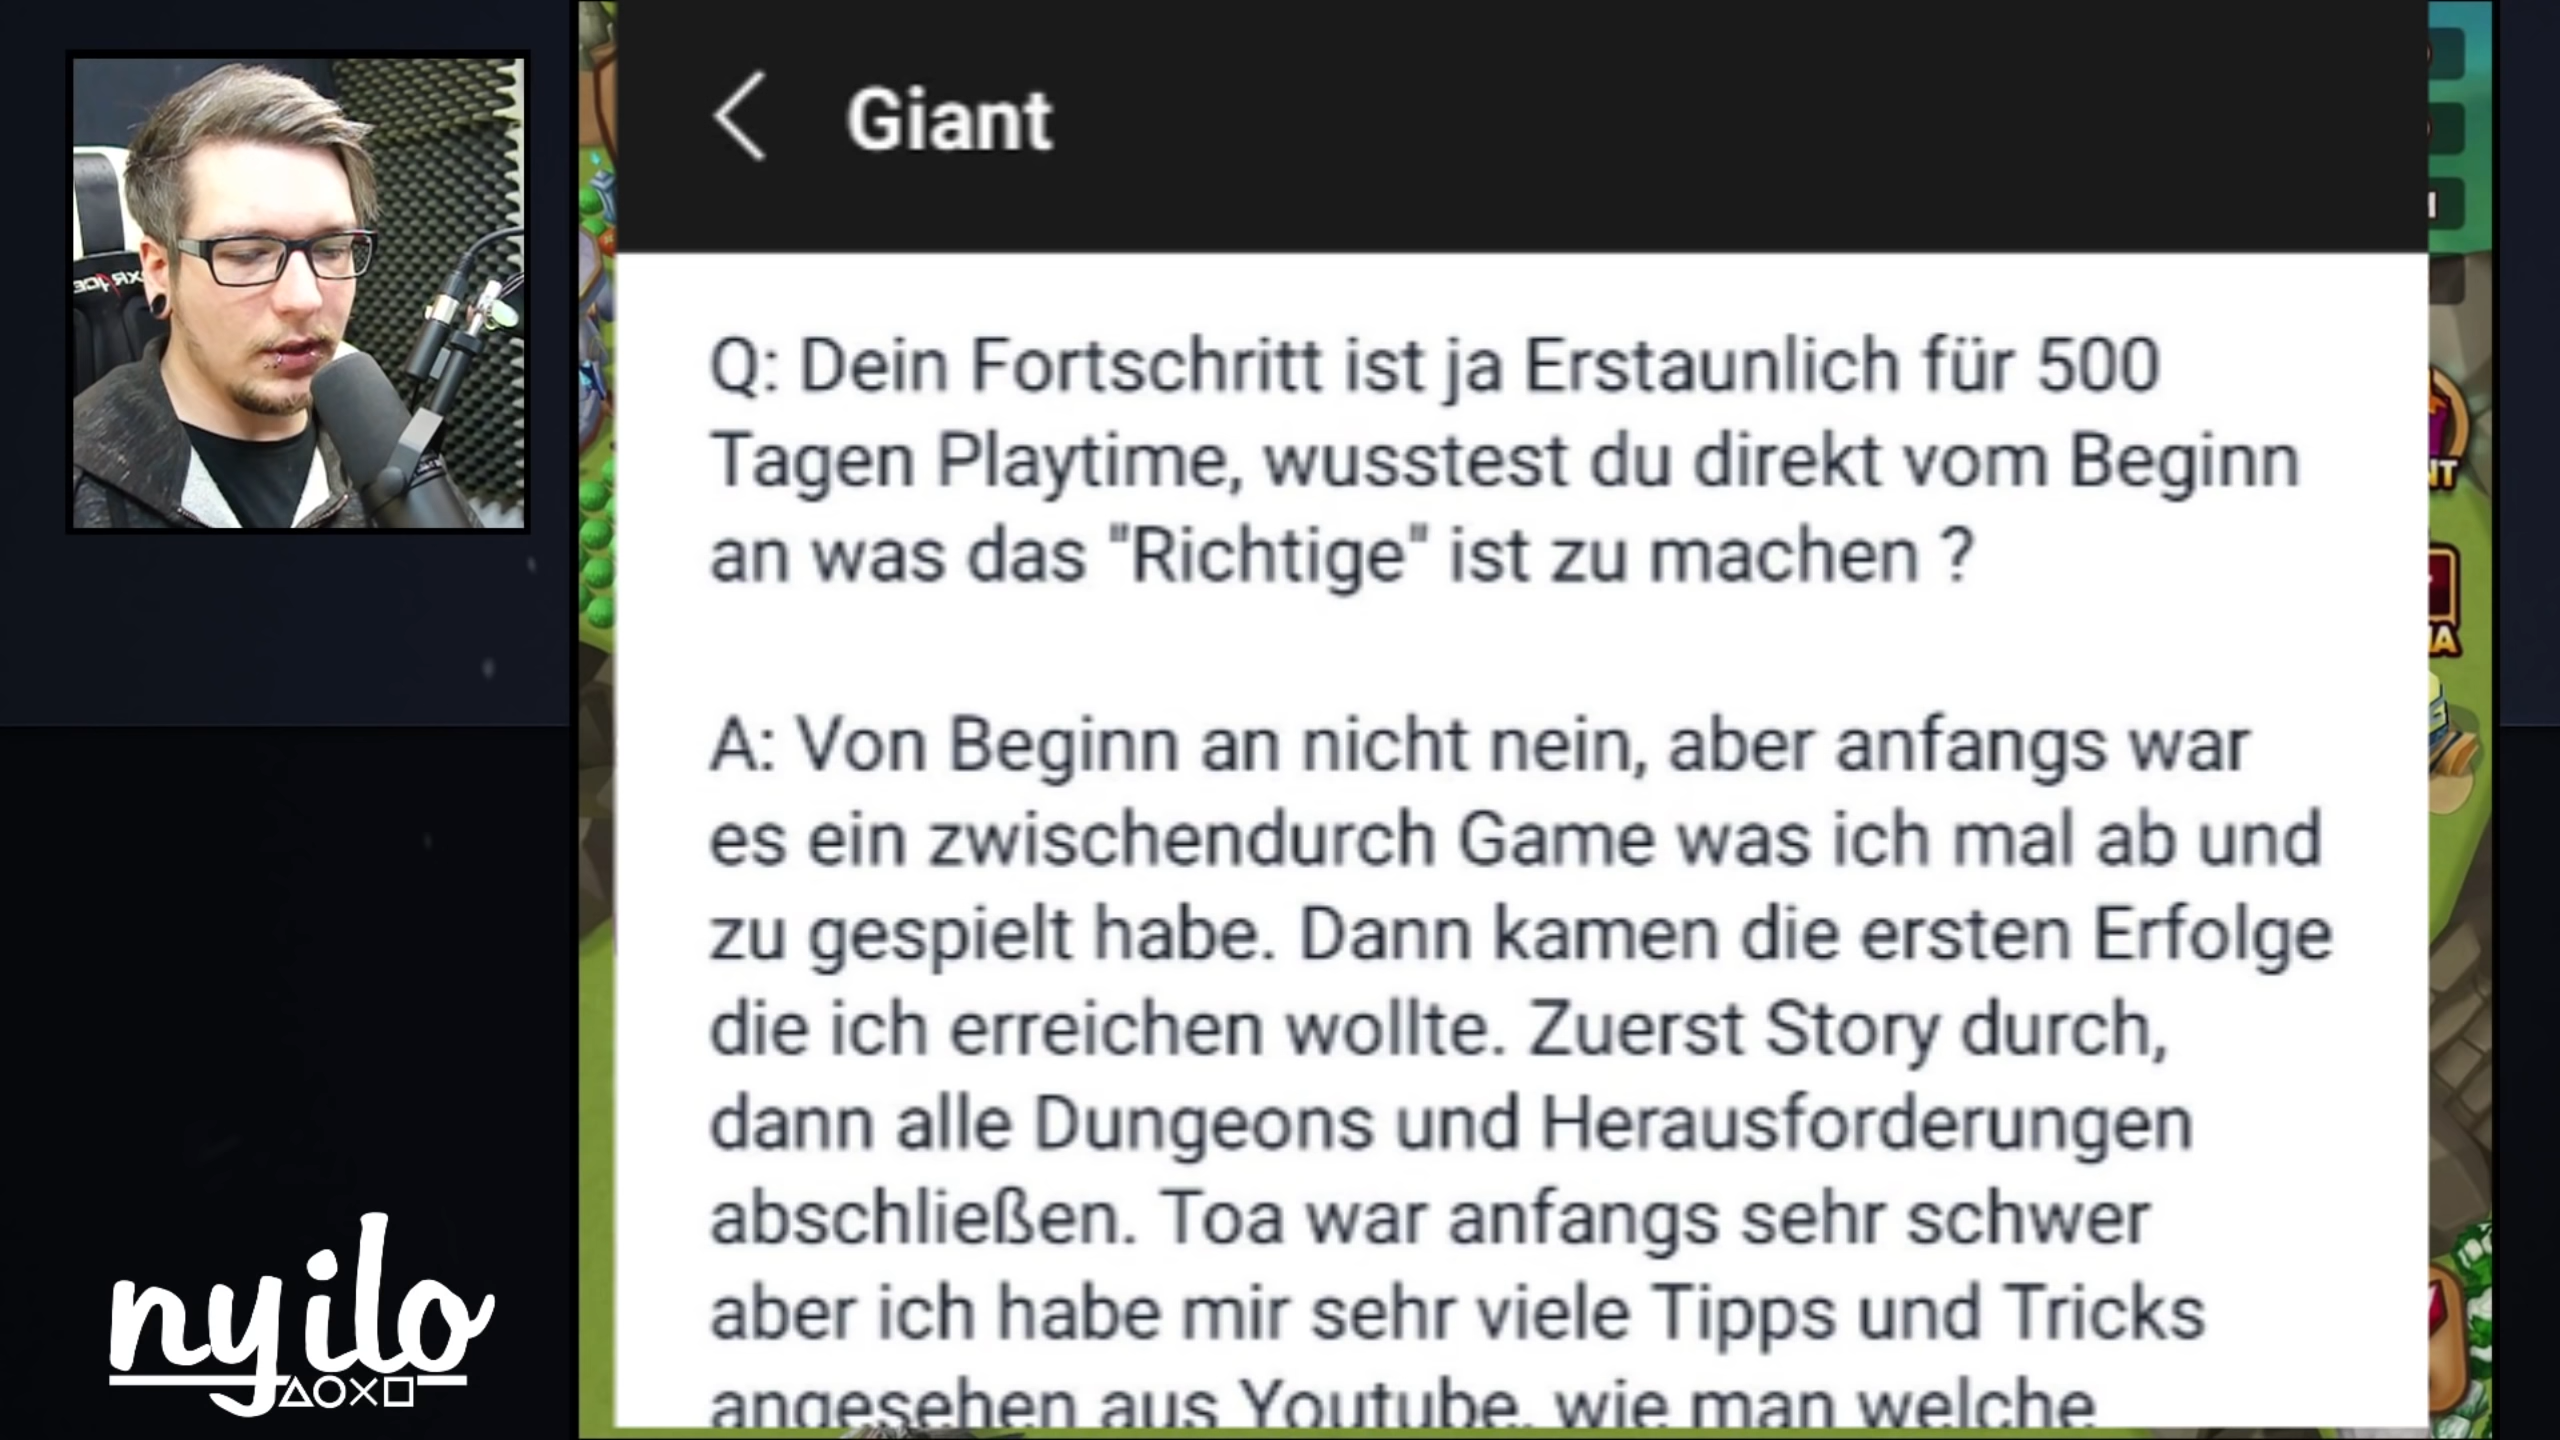 Giant
Q: Dein Fortschritt ist ja Erstaunlich für 500
Tagen Playtime, wusstest du direkt vom Beginn
an was das "Richtige" ist zu machen ?
A: Von Beginn an nicht nein, aber anfangs war
es ein zwischendurch Game was ich mal ab und
zu gespielt habe. Dann kamen die ersten Erfolge
die ich erreichen wollte. Zuerst Story durch,
dann alle Dungeons und Herausforderungen
abschließen. Toa war anfangs sehr schwer
aber ich habe mir sehr viele Tipps und Tricks
angesehen aus Youtube, wie man welche
nyilo